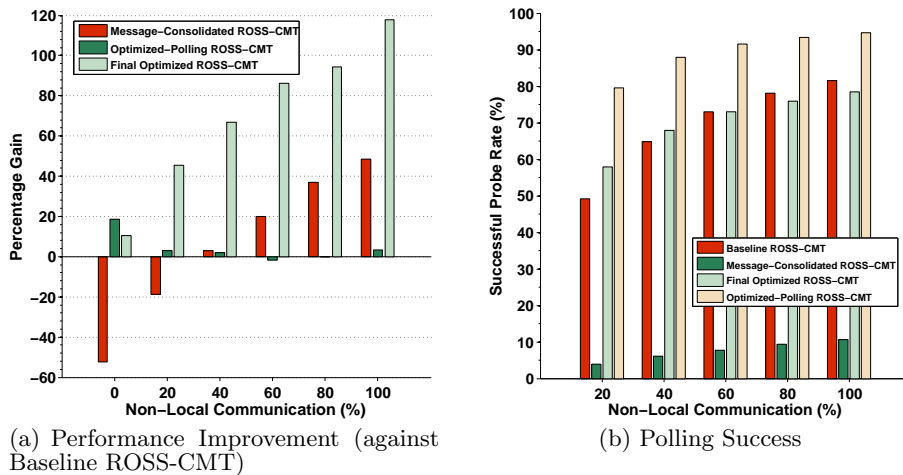 120
100
80
60
40
20
0
−20
−40
−60
Percentage Gain
Message−Consolidated ROSS−CMT
Optimized−Polling ROSS−CMT
Final Optimized ROSS−CMT
0 20 40 60 80 100
Non−Local Communication (%)
(a) Performance Improvement (against
Baseline ROSS-CMT)
100
90
80
70
60
50
40
30
20
10
0
Successful Probe Rate (%)
Baseline ROSS−CMT
Message−Consolidated ROSS−CMT
Final Optimized ROSS−CMT
Optimized−Polling ROSS−CMT
20 40 60 80 100
Non−Local Communication (%)
(b) Polling Success